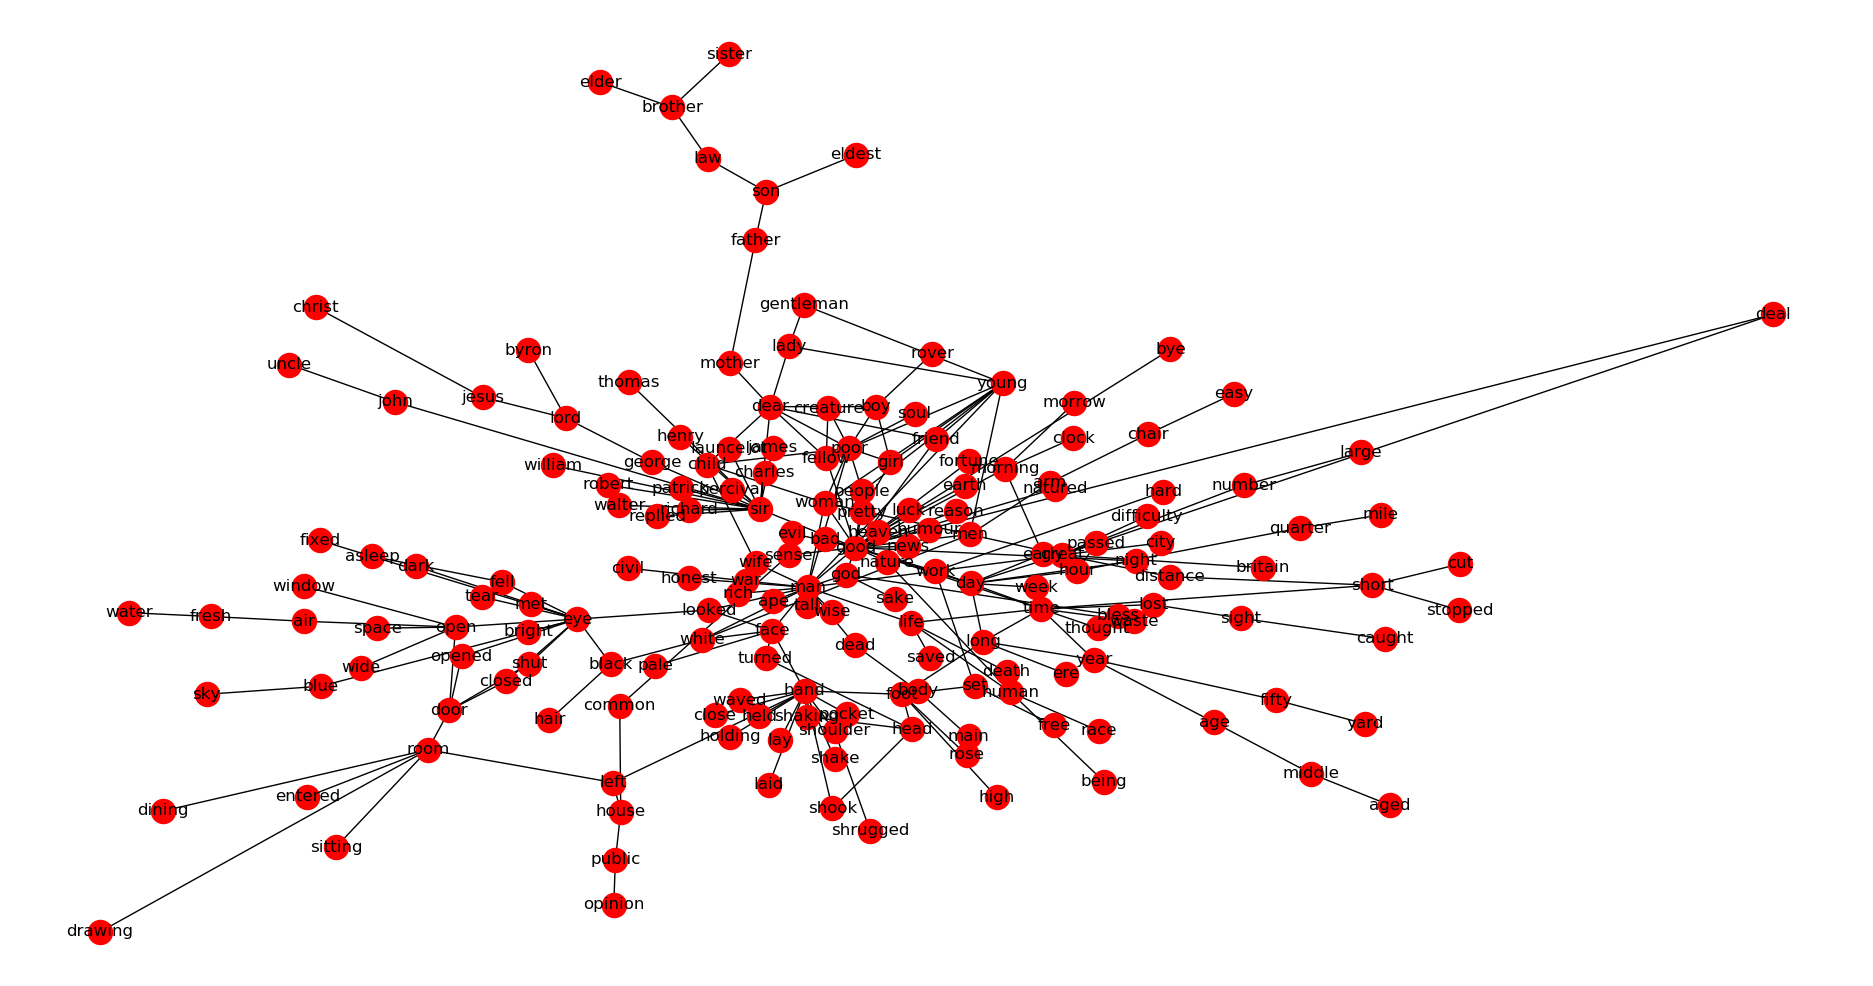 sister
elder
brother
law
eldest
son
father
christ
gentleman
deal
uncle
byron
lady
rover
bye
mother
thomas
young
john
jesus
easy
lord
dear
creature
boy
soul
morrow
henry
launcelot
james
poor
friend
clock
chair
william
george
child
charles
fellow
girl
fortune
morning
large
robert
patrick
percival
people
earth
arm
natured
hard
number
walter
replied
richard
sir
woman
pretty
luck
reason
difficulty
quarter
mile
fixed
evil
bad
heaven
humour
men
passed
city
asleep
dark
wife
sense
good
news
early
great
night
britain
window
civil
honest
war
man
god
nature
work
day
hour
distance
cut
fell
rich
week
short
water
fresh
tear
met
looked
ape
tall
wise
sake
time
bless
lost
stopped
air
space
open
bright
eye
white
face
life
thought
waste
sight
caught
wide
opened
shut
black
pale
turned
dead
saved
long
death
ere
year
sky
blue
closed
hair
common
waved
band
foot
body
set
human
fifty
door
close
held
shaking
pocket
free
race
age
yard
room
holding
lay
shoulder
head
main
rose
dining
entered
left
laid
shake
high
being
middle
aged
sitting
house
shook
shrugged
public
opinion
drawing